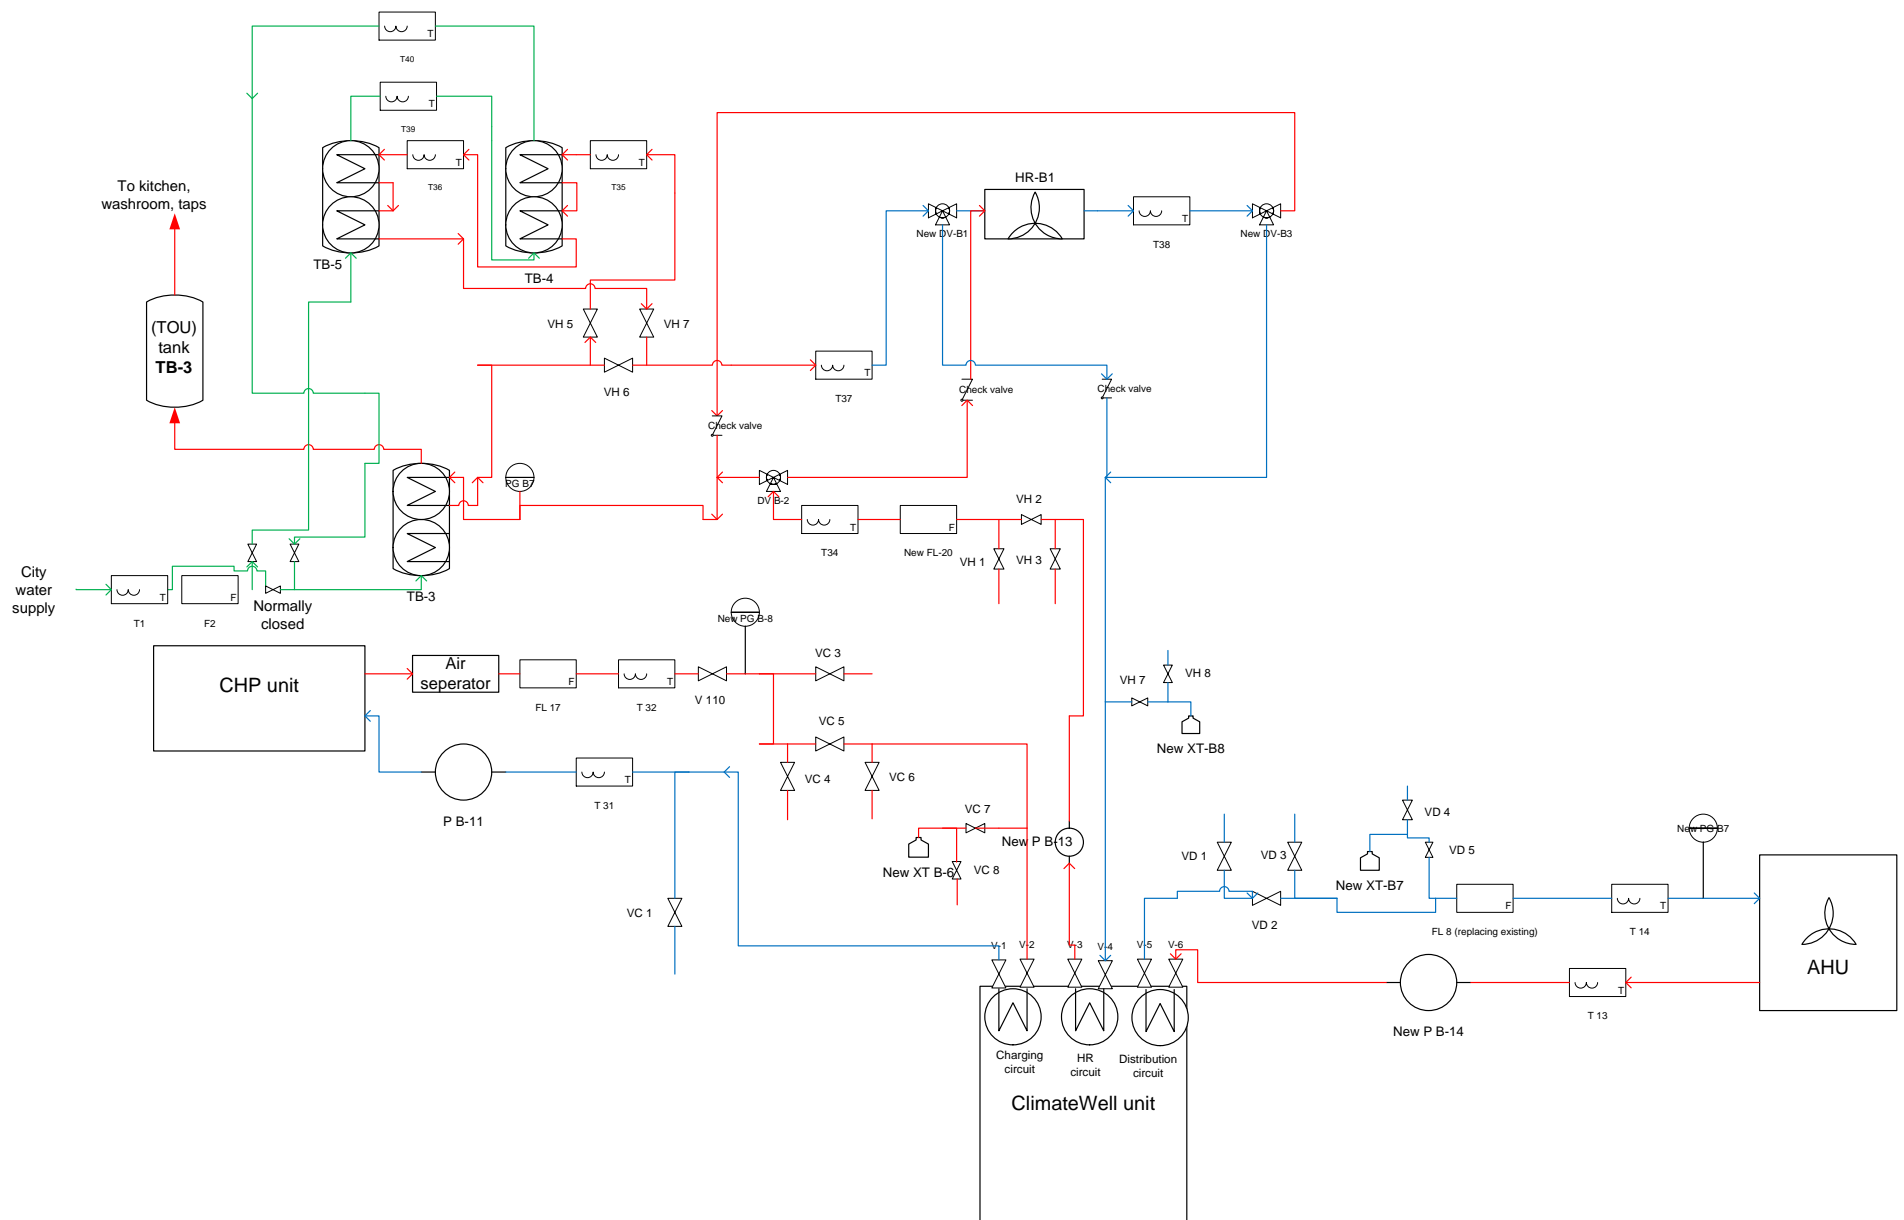 T
T40
T
T39
T
T36
T
T35
To kitchen,
washroom, taps
HR-B1
T
New DV-B1
T38
New DV-B3
TB-5
TB-4
(TOU)
tank
TB-3
VH 5
VH 7
VH 6
T
T37
Check valve
Check valve
Check valve
PG B7
DV B-2
VH 2
T
T34
F
New FL-20
VH 1
VH 3
City
water
supply
T
T1
F
F2
Normally
closed
TB-3
New PG B-8
CHP unit
Air
seperator
F
FL 17
T
T 32
V 110
VC 3
VC 5
VC 4
VC 6
P B-11
T
T 31
VC 1
VC 7
New XT B-6
VC 8
New P B-13
VH 7
VH 8
New XT-B8
VD 4
VD 1
VD 3
VD 5
New XT-B7
New PG B7
VD 2
F
FL 8 (replacing existing)
T
T 14
V-1
V-2
V-3
V-4
V-5
V-6
AHU
New P B-14
T
T 13
Charging
circuit
HR
circuit
Distribution
circuit
ClimateWell unit